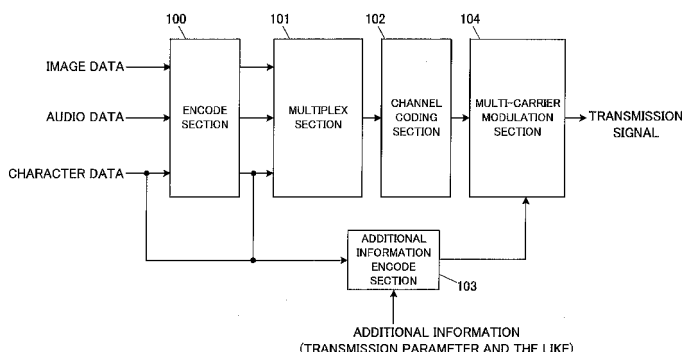 100
101
102
104
IMAGE DATA
AUDIO DATA
CHARACTER DATA
ENCODE
SECTION
MULTIPLEX
SECTION
CHANNEL
CODING
SECTION
MULTI-CARRIER
MODULATION
SECTION
TRANSMISSION
SIGNAL
ADDITIONAL
INFORMATION
ENCODE
SECTION
103
ADDITIONAL INFORMATION
(TRANSMISSION PARAMETER AND THE LIKE)